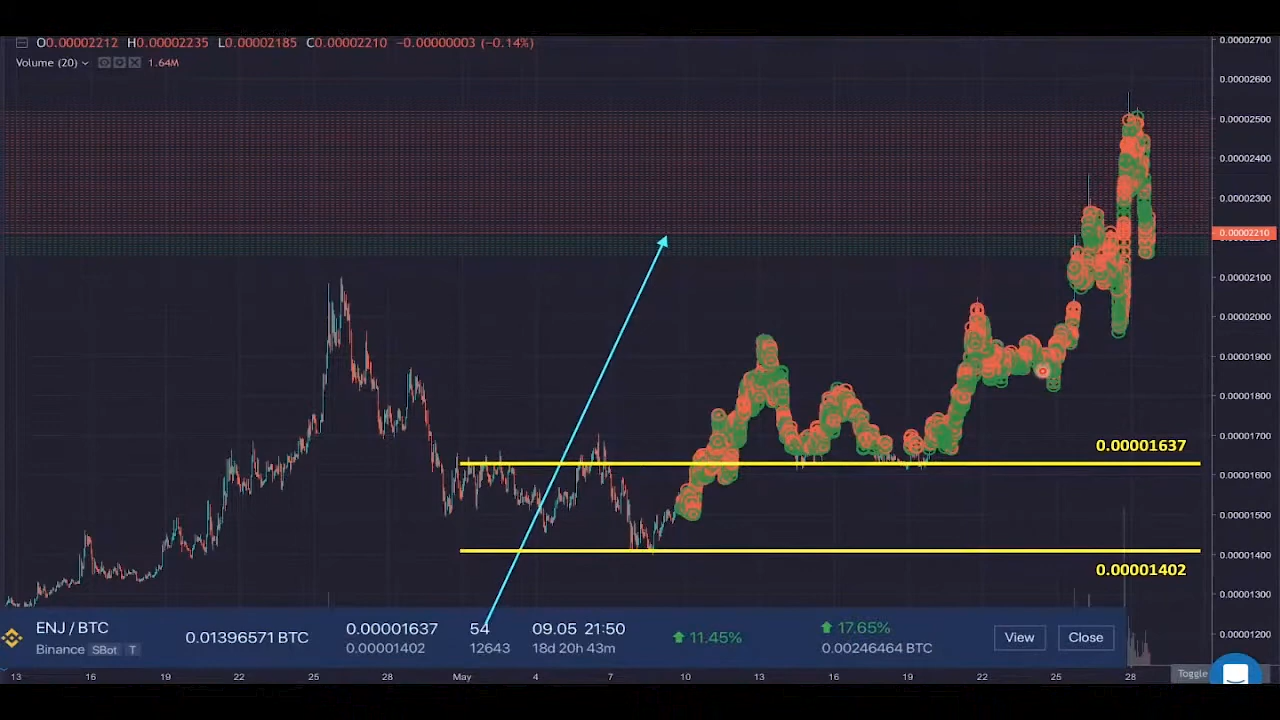 O0.00002212 H0.00002235 L0.00002185 C0.00002210 −0.00000003 (−0.14%)
Volume (20) 1.64M
0.00002700
0.00002600
0.00002500
0.00002400
0.00002300
0.00002210
0.00002100
0.00002000
0.00001900
0.00001800
0.00001700
0.00001637
0.00001600
0.00001500
0.00001400
0.00001402
0.00001300
0.00001200
ENJ / BTC
Binance SBot T
0.01396571 BTC
0.00001637
0.00001402
54
12643
09.05 21:50
18d 20h 43m
11.45%
17.65%
0.00246464 BTC
View
Close
Toggle
13 16 19 22 25 28 May 4 7 10 13 16 19 22 25 28